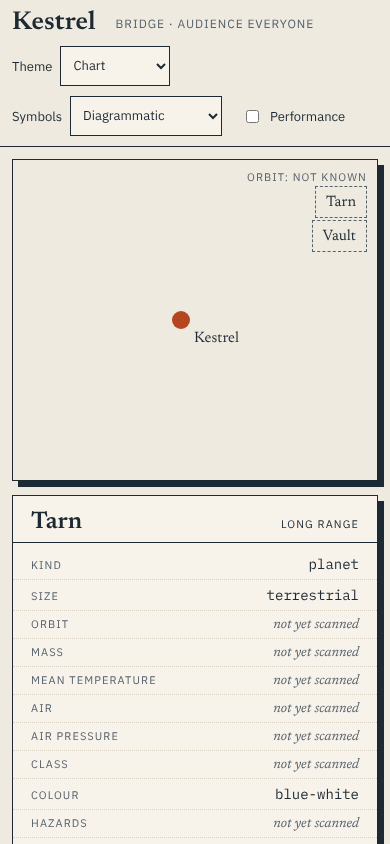 Kestrel BRIDGE · AUDIENCE EVERYONE
Theme Chart
Symbols Diagrammatic Performance
ORBIT: NOT KNOWN
Tarn
Vault
Kestrel
Tarn LONG RANGE
KIND planet
SIZE terrestrial
ORBIT not yet scanned
MASS not yet scanned
MEAN TEMPERATURE not yet scanned
AIR not yet scanned
AIR PRESSURE not yet scanned
CLASS not yet scanned
COLOUR blue-white
HAZARDS not yet scanned